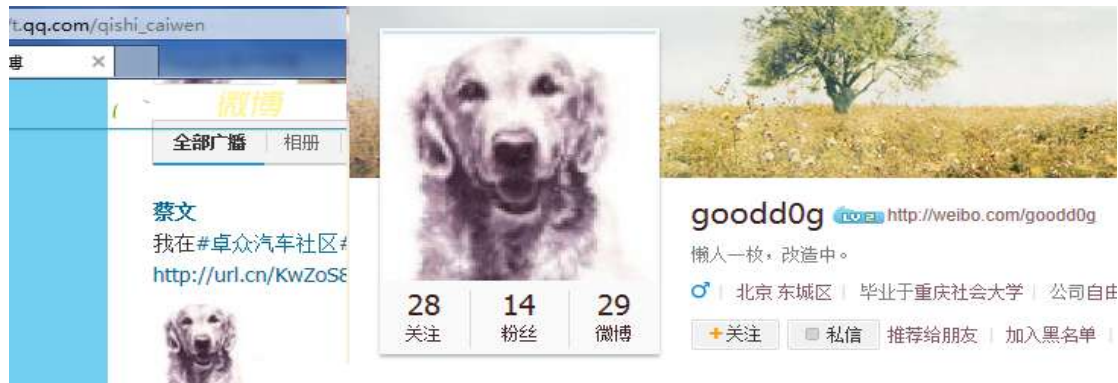 t.qq.com/qishi_caiwen
博
微博
全部广播 相册
蔡文
我在#卓众汽车社区#
http://url.cn/KwZoS8
28 14 29
关注 粉丝 微博
goodd0g LV 2 http://weibo.com/goodd0g
懒人一枚，改造中。
♂ 北京 东城区 毕业于重庆社会大学 公司自由
+关注 私信 推荐给朋友 加入黑名单